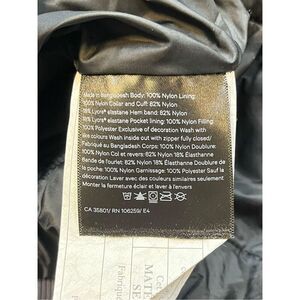 Made in Bangladesh Body: 100% Nylon Lining:
100% Nylon Collar and Cuff: 82% Nylon
18% Lycra® elastane Hem band: 82% Nylon
18% Lycra® elastane Pocket lining: 100% Nylon Filling:
100% Polyester Exclusive of decoration Wash with
like colours Wash inside out with zipper fully closed/
Fabriqué au Bangladesh Corps: 100% Nylon Doublure:
100% Nylon Col et revers: 82% Nylon 18% Élasthanne
Bande de l'ourlet: 82% Nylon 18% Élasthanne Doublure de
la poche: 100% Nylon Garnissage: 100% Polyester Sauf la
décoration Laver avec des couleurs similaires seulement
Monter la fermeture éclair et laver à l'envers
CA 35801/ RN 106259/ E4
MATE
SE
Fabriqu